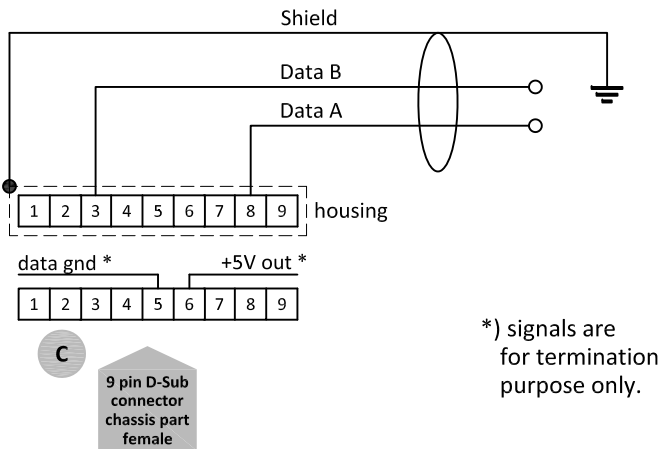 Shield
Data B
Data A
1 2 3 4 5 6 7 8 9 housing
data gnd * +5V out *
1 2 3 4 5 6 7 8 9
C
9 pin D-Sub
connector
chassis part
female
*) signals are
for termination
purpose only.